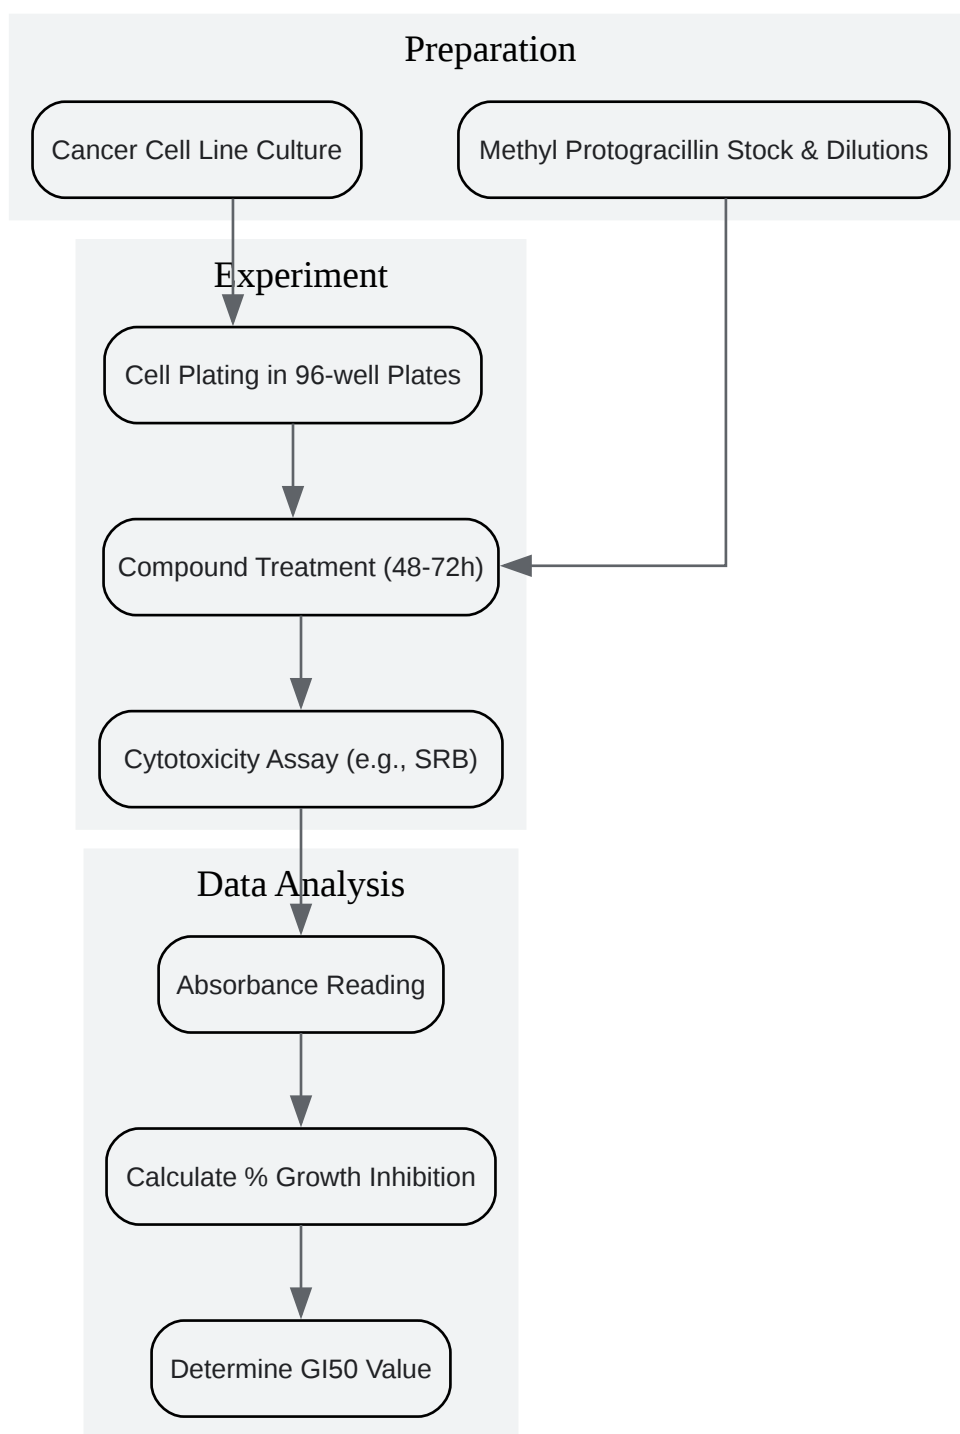 Preparation
Cancer Cell Line Culture
Methyl Protogracillin Stock & Dilutions
Experiment
Cell Plating in 96-well Plates
Compound Treatment (48-72h)
Cytotoxicity Assay (e.g., SRB)
Data Analysis
Absorbance Reading
Calculate % Growth Inhibition
Determine GI50 Value